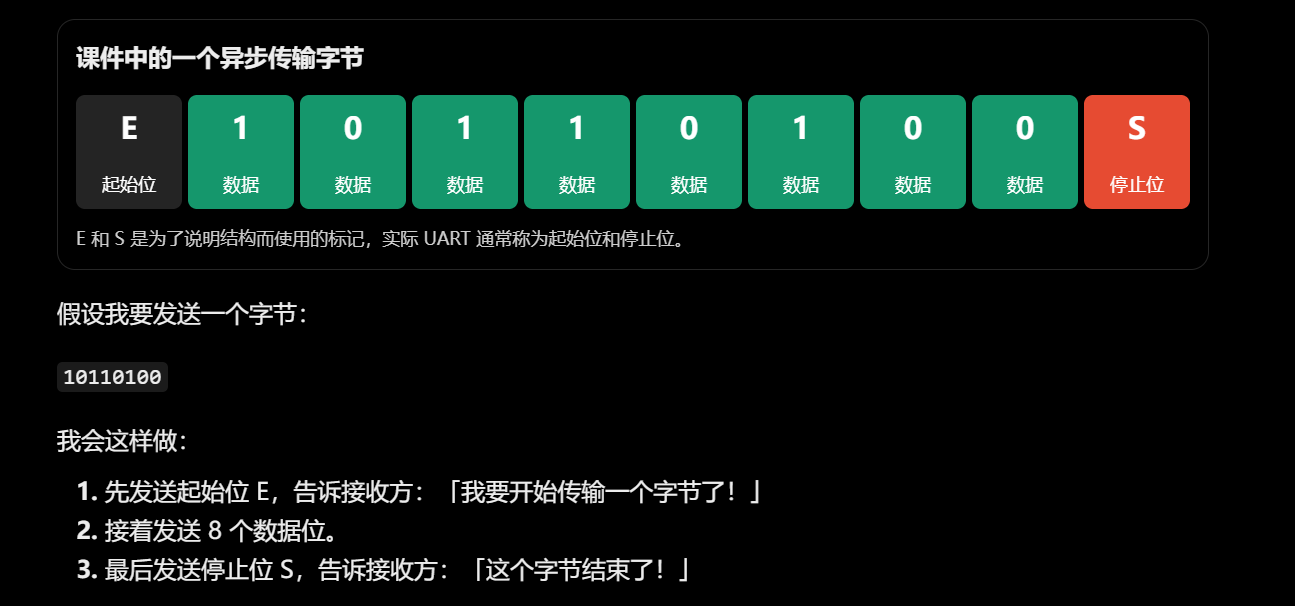 课件中的一个异步传输字节
E 1 0 1 1 0 1 0 0 S
起始位 数据 数据 数据 数据 数据 数据 数据 数据 停止位
E 和 S 是为了说明结构而使用的标记，实际 UART 通常称为起始位和停止位。
假设我要发送一个字节：
10110100
我会这样做：
1. 先发送起始位 E，告诉接收方：「我要开始传输一个字节了！」
2. 接着发送 8 个数据位。
3. 最后发送停止位 S，告诉接收方：「这个字节结束了！」